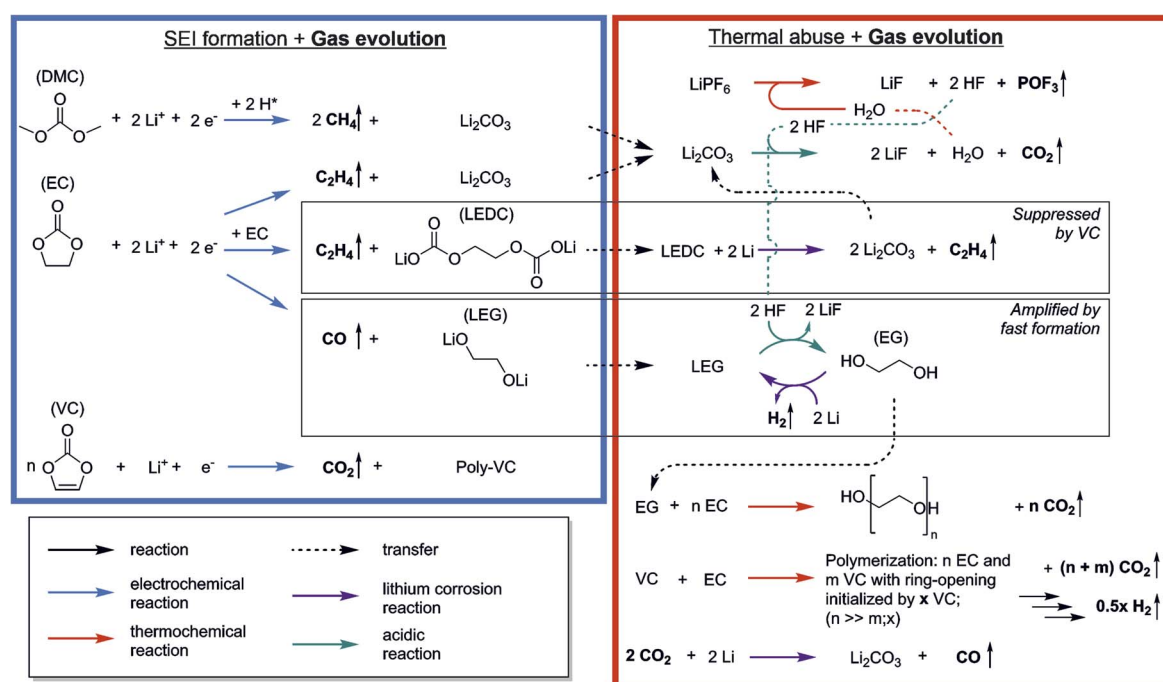 SEI formation + Gas evolution
(DMC)
O
O O
+ 2 Li⁺ + 2 e⁻
+ 2 H*
2 CH₄ + Li₂CO₃
C₂H₄ + Li₂CO₃
(EC)
O
O O
+ 2 Li⁺ + 2 e⁻
+ EC
(LEDC)
C₂H₄ +
O
LiO O O OLi
O
CO +
(LEG)
LiO
OLi
(VC)
O
n O O
+ Li⁺ + e⁻
CO₂ + Poly-VC
Thermal abuse + Gas evolution
LiPF₆ LiF + 2 HF + POF₃
H₂O
2 HF
Li₂CO₃ 2 LiF + H₂O + CO₂
Suppressed
by VC
LEDC + 2 Li 2 Li₂CO₃ + C₂H₄
Amplified by
fast formation
2 HF 2 LiF
(EG)
LEG HO OH
H₂ 2 Li
EG + n EC HO OH n + n CO₂
VC + EC
Polymerization: n EC and
m VC with ring-opening
initialized by x VC;
(n >> m;x)
+ (n + m) CO₂
0.5x H₂
2 CO₂ + 2 Li Li₂CO₃ + CO
reaction
electrochemical
reaction
thermochemical
reaction
transfer
lithium corrosion
reaction
acidic
reaction